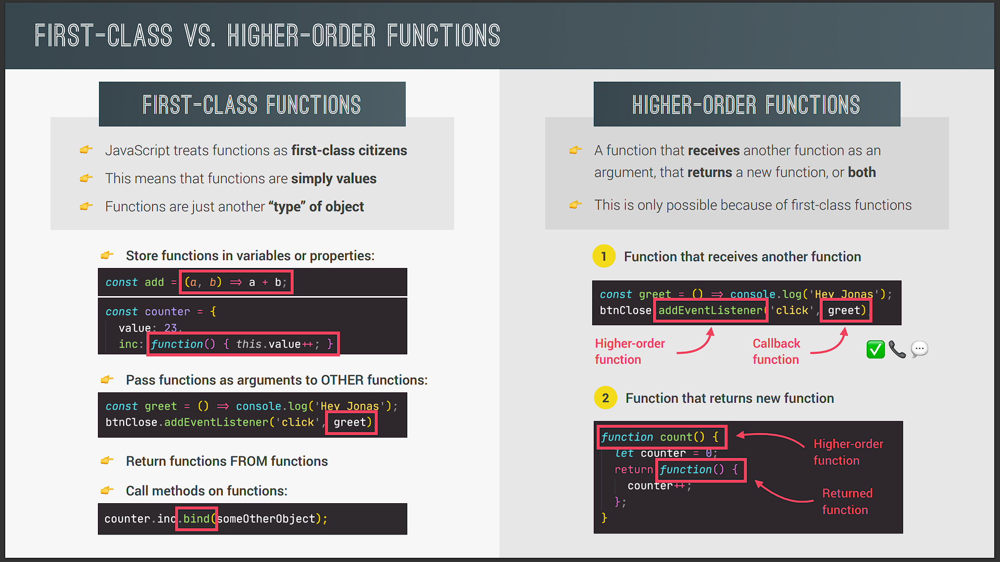 FIRST-CLASS VS. HIGHER-ORDER FUNCTIONS
FIRST-CLASS FUNCTIONS
👉 JavaScript treats functions as first-class citizens
👉 This means that functions are simply values
👉 Functions are just another “type” of object
👉 Store functions in variables or properties:
const add = (a, b) => a + b;
const counter = {
value: 23,
inc: function() { this.value++; }
👉 Pass functions as arguments to OTHER functions:
const greet = () => console.log('Hey Jonas');
btnClose.addEventListener('click', greet)
👉 Return functions FROM functions
👉 Call methods on functions:
counter.inc.bind(someOtherObject);
HIGHER-ORDER FUNCTIONS
👉 A function that receives another function as an
argument, that returns a new function, or both
👉 This is only possible because of first-class functions
1 Function that receives another function
const greet = () => console.log('Hey Jonas');
btnClose.addEventListener('click', greet)
Higher-order
function
Callback
function
✅ 📞 💬
2 Function that returns new function
function count() {
let counter = 0;
return function() {
counter++;
};
}
Higher-order
function
Returned
function